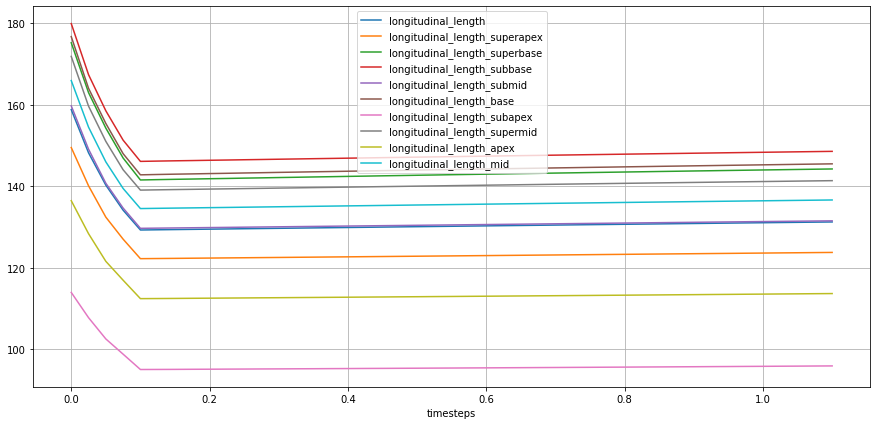 180
160
140
120
100
longitudinal_length
longitudinal_length_superapex
longitudinal_length_superbase
longitudinal_length_subbase
longitudinal_length_submid
longitudinal_length_base
longitudinal_length_subapex
longitudinal_length_supermid
longitudinal_length_apex
longitudinal_length_mid
0.0 0.2 0.4 0.6 0.8 1.0
timesteps